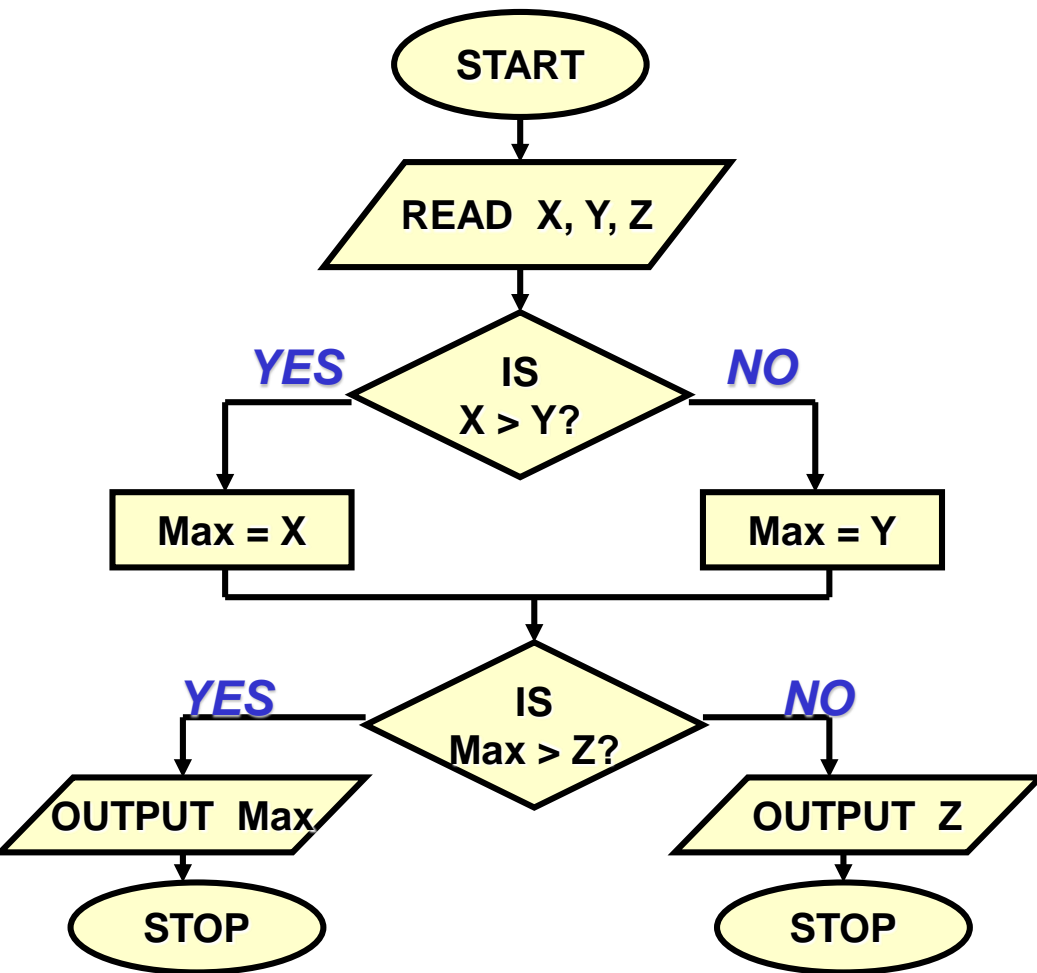 START
READ X, Y, Z
YES
IS
X > Y?
NO
Max = X
Max = Y
YES
IS
Max > Z?
NO
OUTPUT Max
OUTPUT Z
STOP
STOP